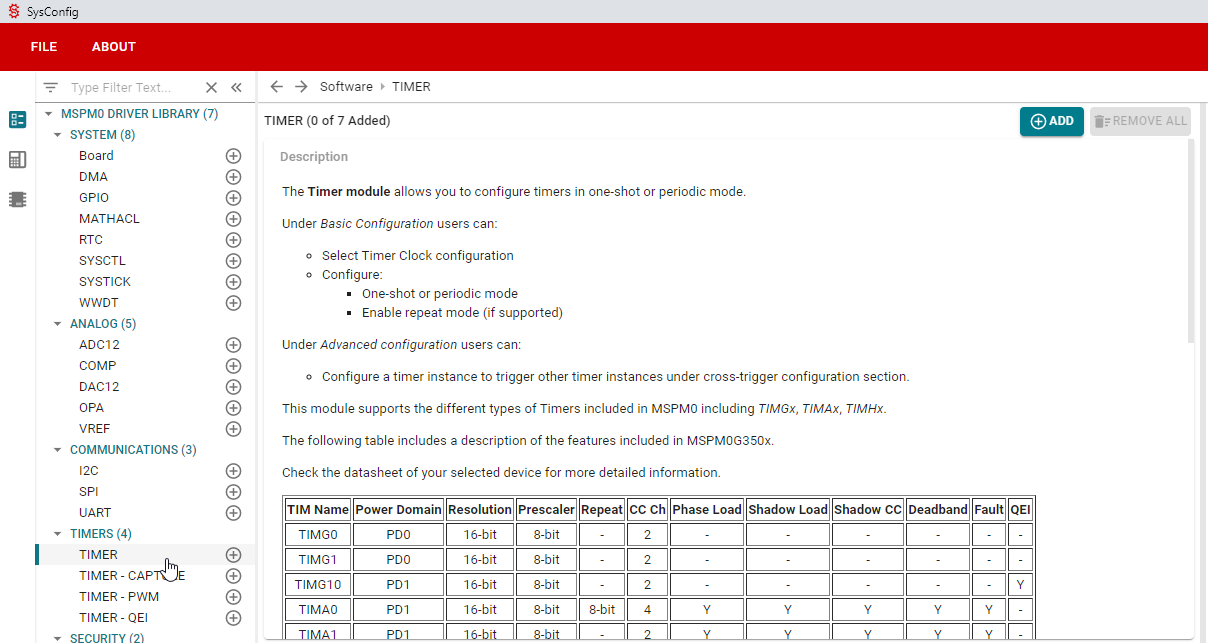 SysConfig
FILE ABOUT
Type Filter Text...
Software TIMER
MSPM0 DRIVER LIBRARY (7)
SYSTEM (8)
Board
DMA
GPIO
MATHACL
RTC
SYSCTL
SYSTICK
WWDT
ANALOG (5)
ADC12
COMP
DAC12
OPA
VREF
COMMUNICATIONS (3)
I2C
SPI
UART
TIMERS (4)
TIMER
TIMER - CAPTURE
TIMER - PWM
TIMER - QEI
SECURITY (2)
TIMER (0 of 7 Added) ADD REMOVE ALL
Description
The Timer module allows you to configure timers in one-shot or periodic mode.
Under Basic Configuration users can:
Select Timer Clock configuration
Configure:
One-shot or periodic mode
Enable repeat mode (if supported)
Under Advanced configuration users can:
Configure a timer instance to trigger other timer instances under cross-trigger configuration section.
This module supports the different types of Timers included in MSPM0 including TIMGx, TIMAx, TIMHx.
The following table includes a description of the features included in MSPM0G350x.
Check the datasheet of your selected device for more detailed information.
TIM Name Power Domain Resolution Prescaler Repeat CC Ch Phase Load Shadow Load Shadow CC Deadband Fault QEI
TIMG0 PD0 16-bit 8-bit - 2 - - - - - -
TIMG1 PD0 16-bit 8-bit - 2 - - - - - -
TIMG10 PD1 16-bit 8-bit - 2 - - - - - Y
TIMA0 PD1 16-bit 8-bit 8-bit 4 Y Y Y Y Y -
TIMA1 PD1 16-bit 8-bit - 2 Y Y Y Y Y -